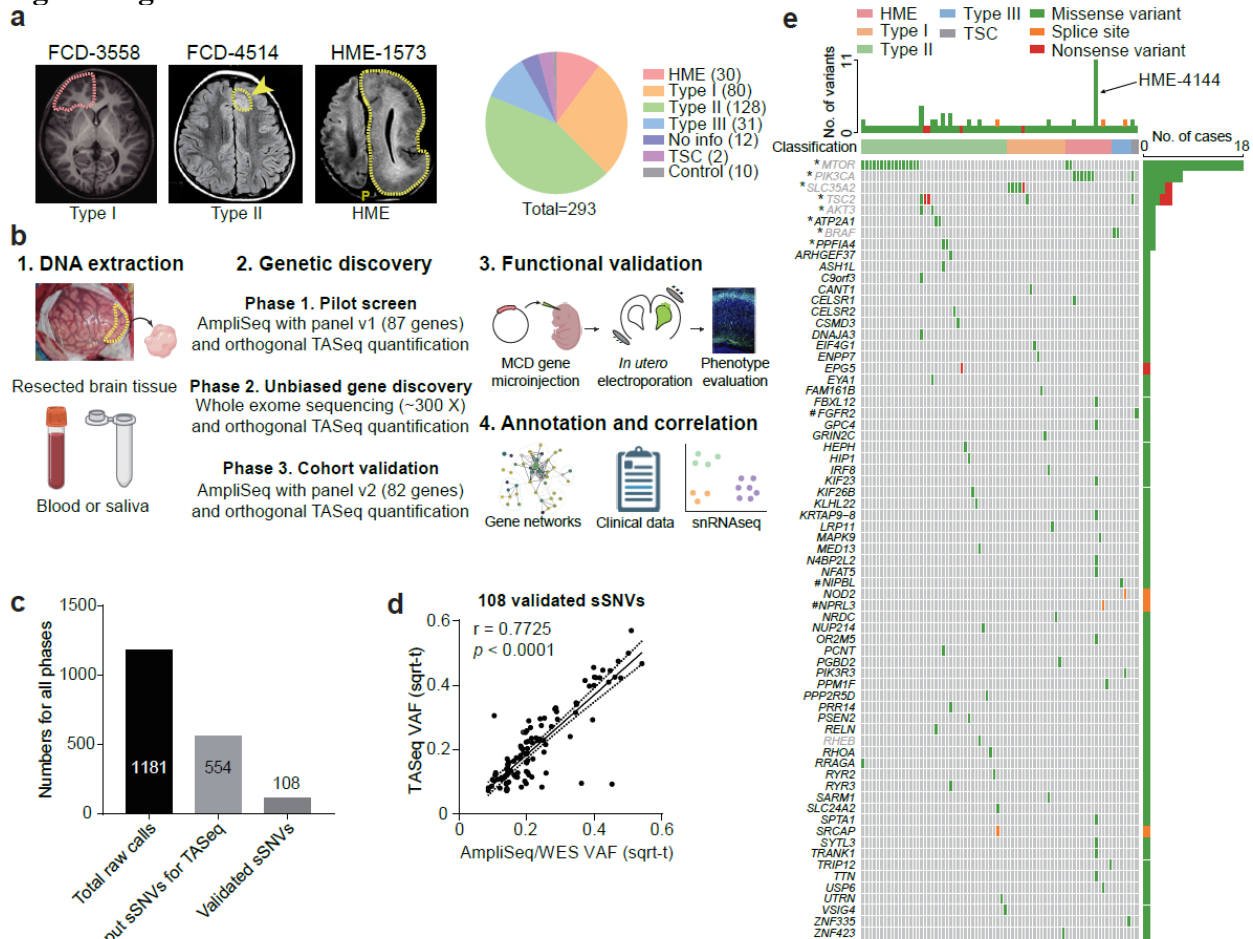 a
FCD-3558
FCD-4514
HME-1573
P
Type I
Type II
HME
HME (30)
Type I (80)
Type II (128)
Type III (31)
No info (12)
TSC (2)
Control (10)
Total=293
b
1. DNA extraction
Resected brain tissue
Blood or saliva
2. Genetic discovery
Phase 1. Pilot screen
AmpliSeq with panel v1 (87 genes)
and orthogonal TASeq quantification
Phase 2. Unbiased gene discovery
Whole exome sequencing (~300 X)
and orthogonal TASeq quantification
Phase 3. Cohort validation
AmpliSeq with panel v2 (82 genes)
and orthogonal TASeq quantification
3. Functional validation
MCD gene
microinjection
In utero
electroporation
Phenotype
evaluation
4. Annotation and correlation
Gene networks
Clinical data
snRNAseq
c
Numbers for all phases
1500
1000
500
0
1181
554
108
Total raw calls
put sSNVs for TASeq
Validated sSNVs
d
108 validated sSNVs
r = 0.7725
p < 0.0001
TASeq VAF (sqrt-t)
0.6
0.4
0.2
0
0
0.2
0.4
0.6
AmpliSeq/WES VAF (sqrt-t)
e
HME
Type I
Type II
Type III
TSC
Missense variant
Splice site
Nonsense variant
No. of variants
11
0
HME-4144
No. of cases
0
18
Classification
* MTOR
* PIK3CA
* SLC35A2
* TSC2
* AKT3
* ATP2A1
* BRAF
* PPFIA4
ARHGEF37
ASH1L
C9orf3
CANT1
CELSR1
CELSR2
CSMD3
DNAJA3
EIF4G1
ENPP7
EPG5
EYA1
FAM161B
FBXL12
#FGFR2
GPC4
GRIN2C
HEPH
HIP1
IRF8
KIF23
KIF26B
KLHL22
KRTAP9-8
LRP11
MAPK9
MED13
N4BP2L2
NFAT5
#NIPBL
NOD2
#NPRL3
NRDC
NUP214
OR2M5
PCNT
PGBD2
PIK3R3
PPM1F
PPP2R5D
PRR14
PSEN2
RELN
RHEB
RHOA
RRAGA
RYR2
RYR3
SARM1
SLC24A2
SPTA1
SRCAP
SYTL3
TRANK1
TRIP12
TTN
USP6
UTRN
VSIG4
ZNF335
ZNF423